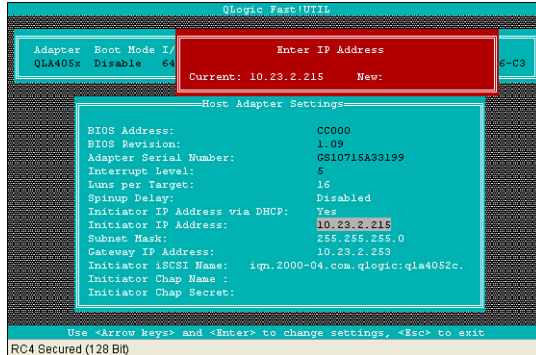 QLogic Fast!UTIL
Enter IP Address
Adapter Boot Mode I/
QLA405x Disable 64
6-C3
Current: 10.23.2.215 New:
Host Adapter Settings
BIOS Address: CC000
BIOS Revision: 1.09
Adapter Serial Number: GS10715A33199
Interrupt Level: 5
Luns per Target: 16
Spinup Delay: Disabled
Initiator IP Address via DHCP: Yes
Initiator IP Address: 10.23.2.215
Subnet Mask: 255.255.255.0
Gateway IP Address: 10.23.2.253
Initiator iSCSI Name: iqn.2000-04.com.qlogic:qla4052c.
Initiator Chap Name :
Initiator Chap Secret:
Use <Arrow keys> and <Enter> to change settings, <Esc> to exit
RC4 Secured (128 Bit)